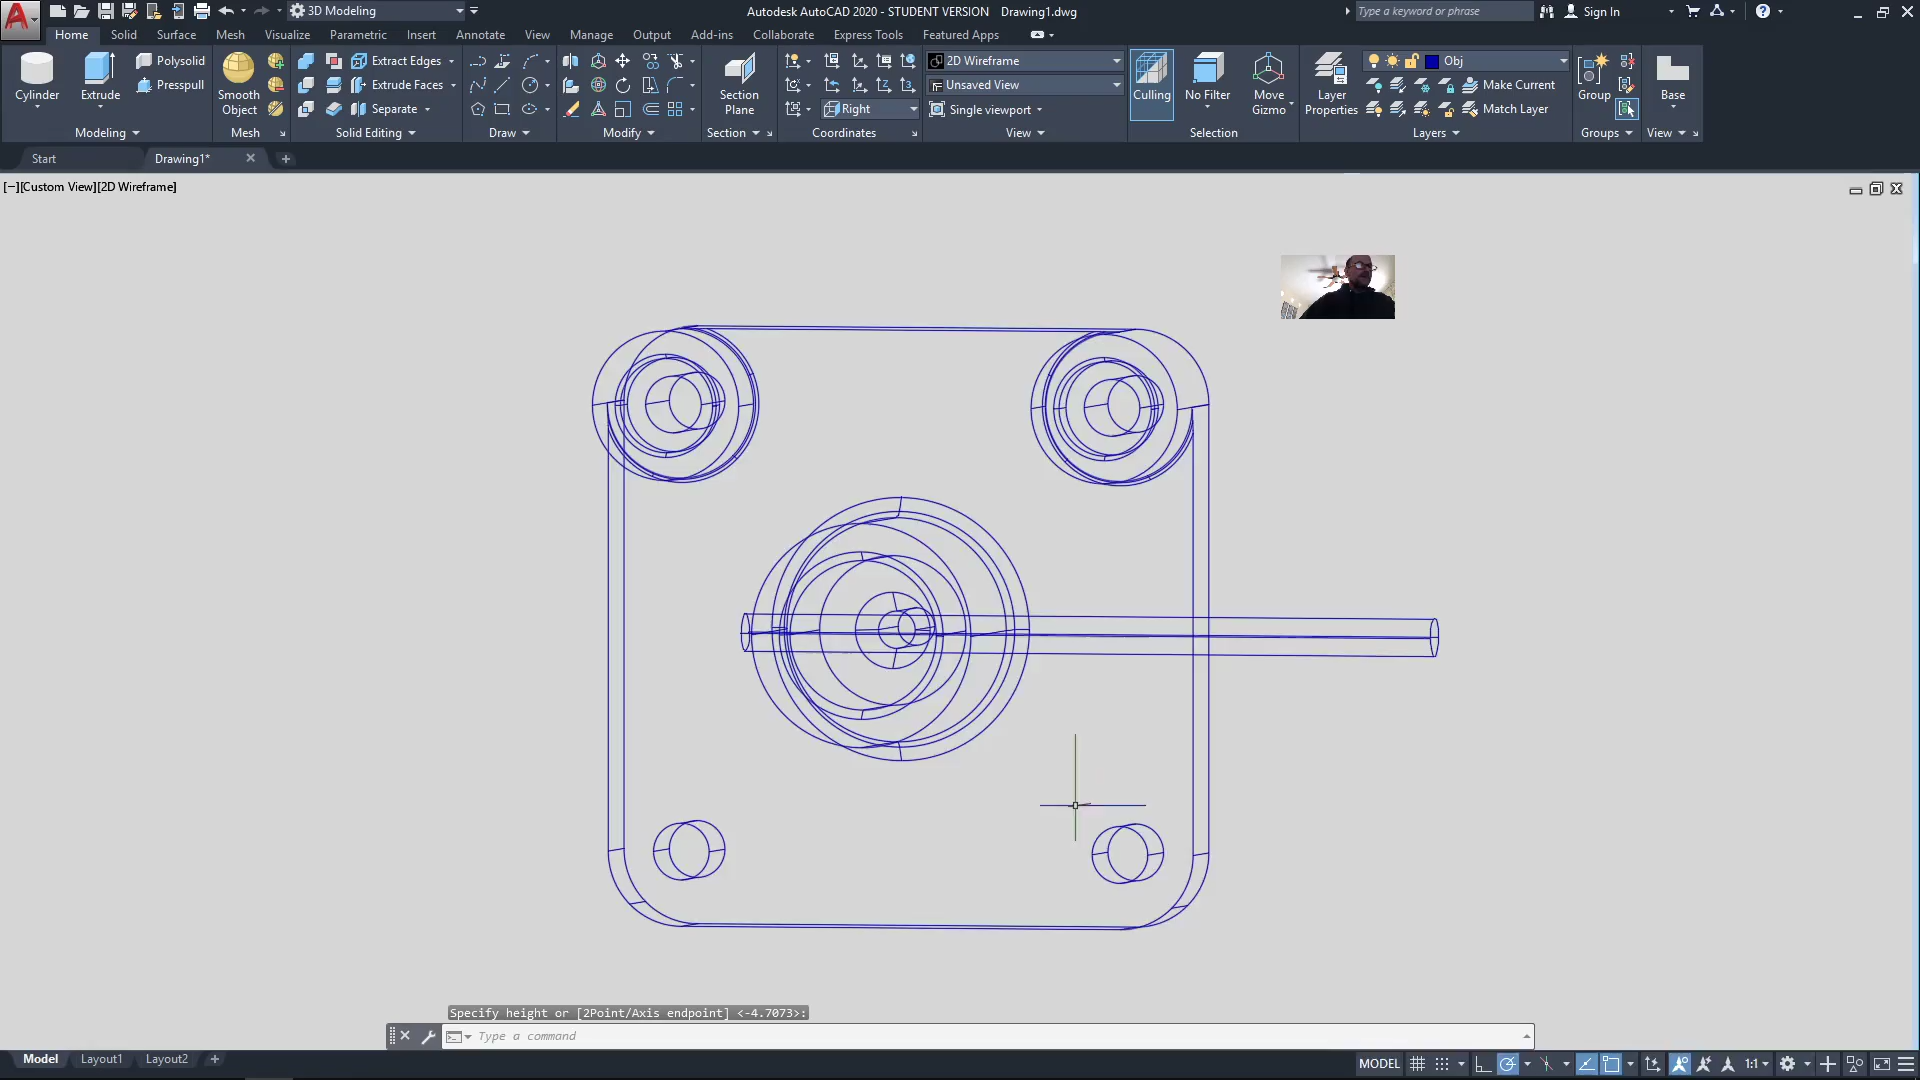 3D Modeling
Autodesk AutoCAD 2020 - STUDENT VERSION Drawing1.dwg
Type a keyword or phrase
Sign In
Home Solid Surface Mesh Visualize Parametric Insert Annotate View Manage Output Add-ins Collaborate Express Tools Featured Apps
Cylinder
Extrude
Polysolid
Presspull
Modeling
Smooth
Object
Mesh
Extract Edges
Extrude Faces
Separate
Solid Editing
Draw
Modify
Section
Plane
Section
Right
Coordinates
2D Wireframe
Unsaved View
Single viewport
View
Culling
No Filter
Move
Gizmo
Selection
Layer
Properties
Obj
Make Current
Match Layer
Layers
Group
Groups
Base
View
Start
Drawing1*
[−][Custom View][2D Wireframe]
Specify height or [2Point/Axis endpoint] <-4.7073>:
Type a command
Model Layout1 Layout2
MODEL
1:1